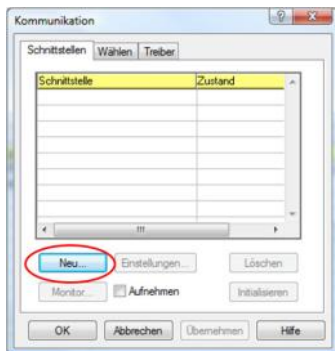 Kommunikation
Schnittstellen Wählen Treiber
Schnittstelle Zustand
Neu... Einstellungen... Löschen
Monitor... Aufnehmen Initialisieren
OK Abbrechen Übernehmen Hilfe